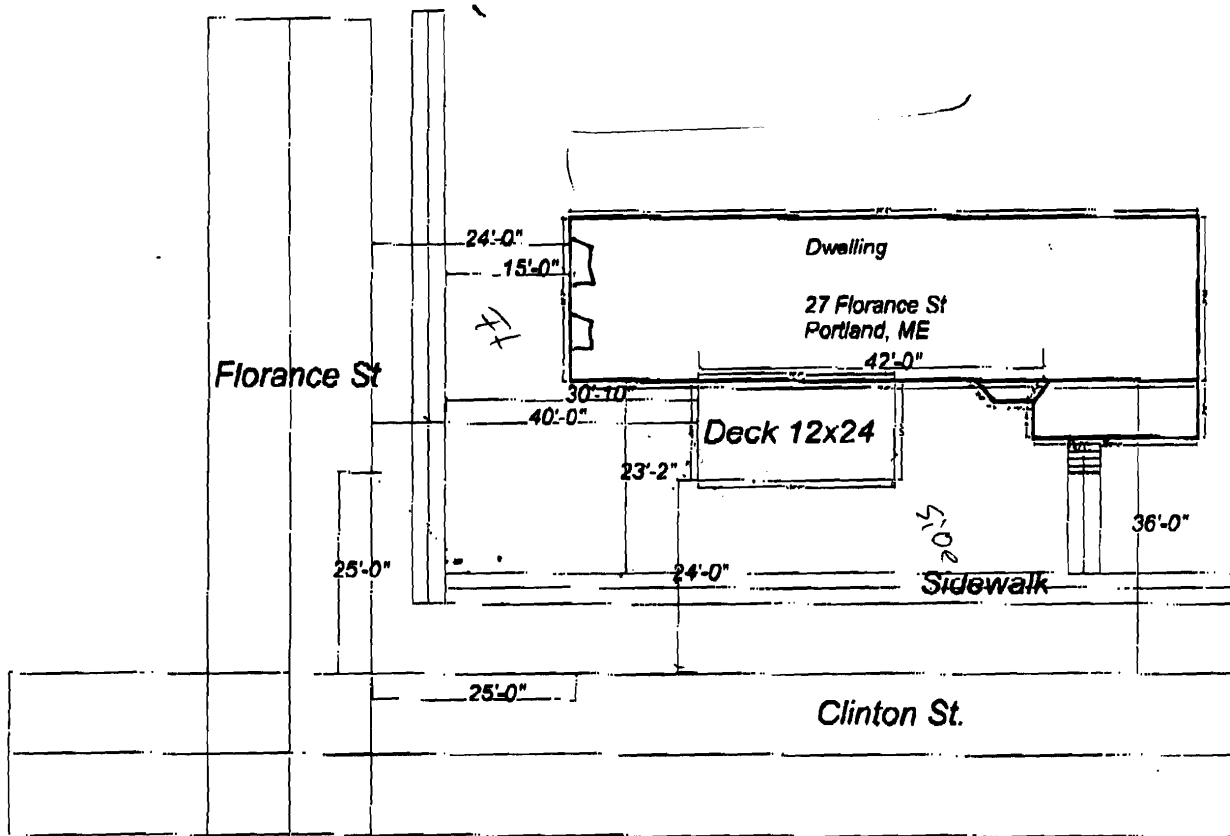 24'-0"
15'-0"
Dwelling
27 Florance St
Portland, ME
42'-0"
Florance St
30'-10"
40'-0"
Deck 12x24
23'-2"
Side
36'-0"
25'-0"
24'-0"
Sidewalk
25'-0"
Clinton St.